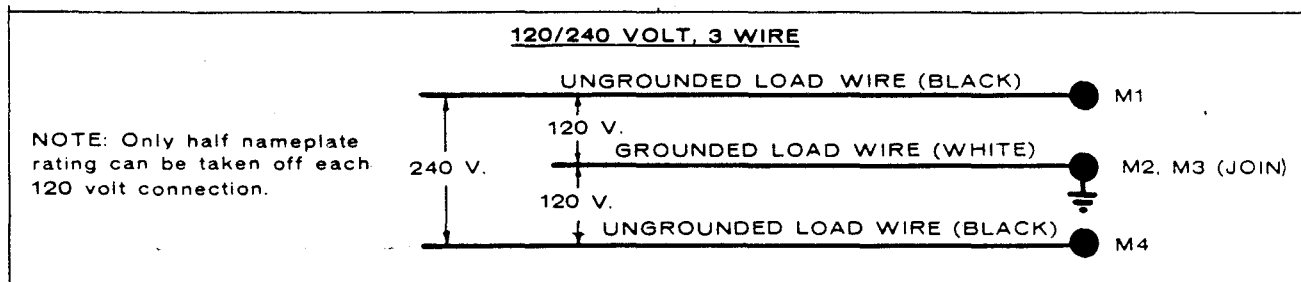 120/240 VOLT, 3 WIRE
UNGROUNDED LOAD WIRE (BLACK)
M1
120 V.
NOTE: Only half nameplate
rating can be taken off each
120 volt connection.
240 V.
GROUNDED LOAD WIRE (WHITE)
M2, M3 (JOIN)
120 V.
UNGROUNDED LOAD WIRE (BLACK)
M4